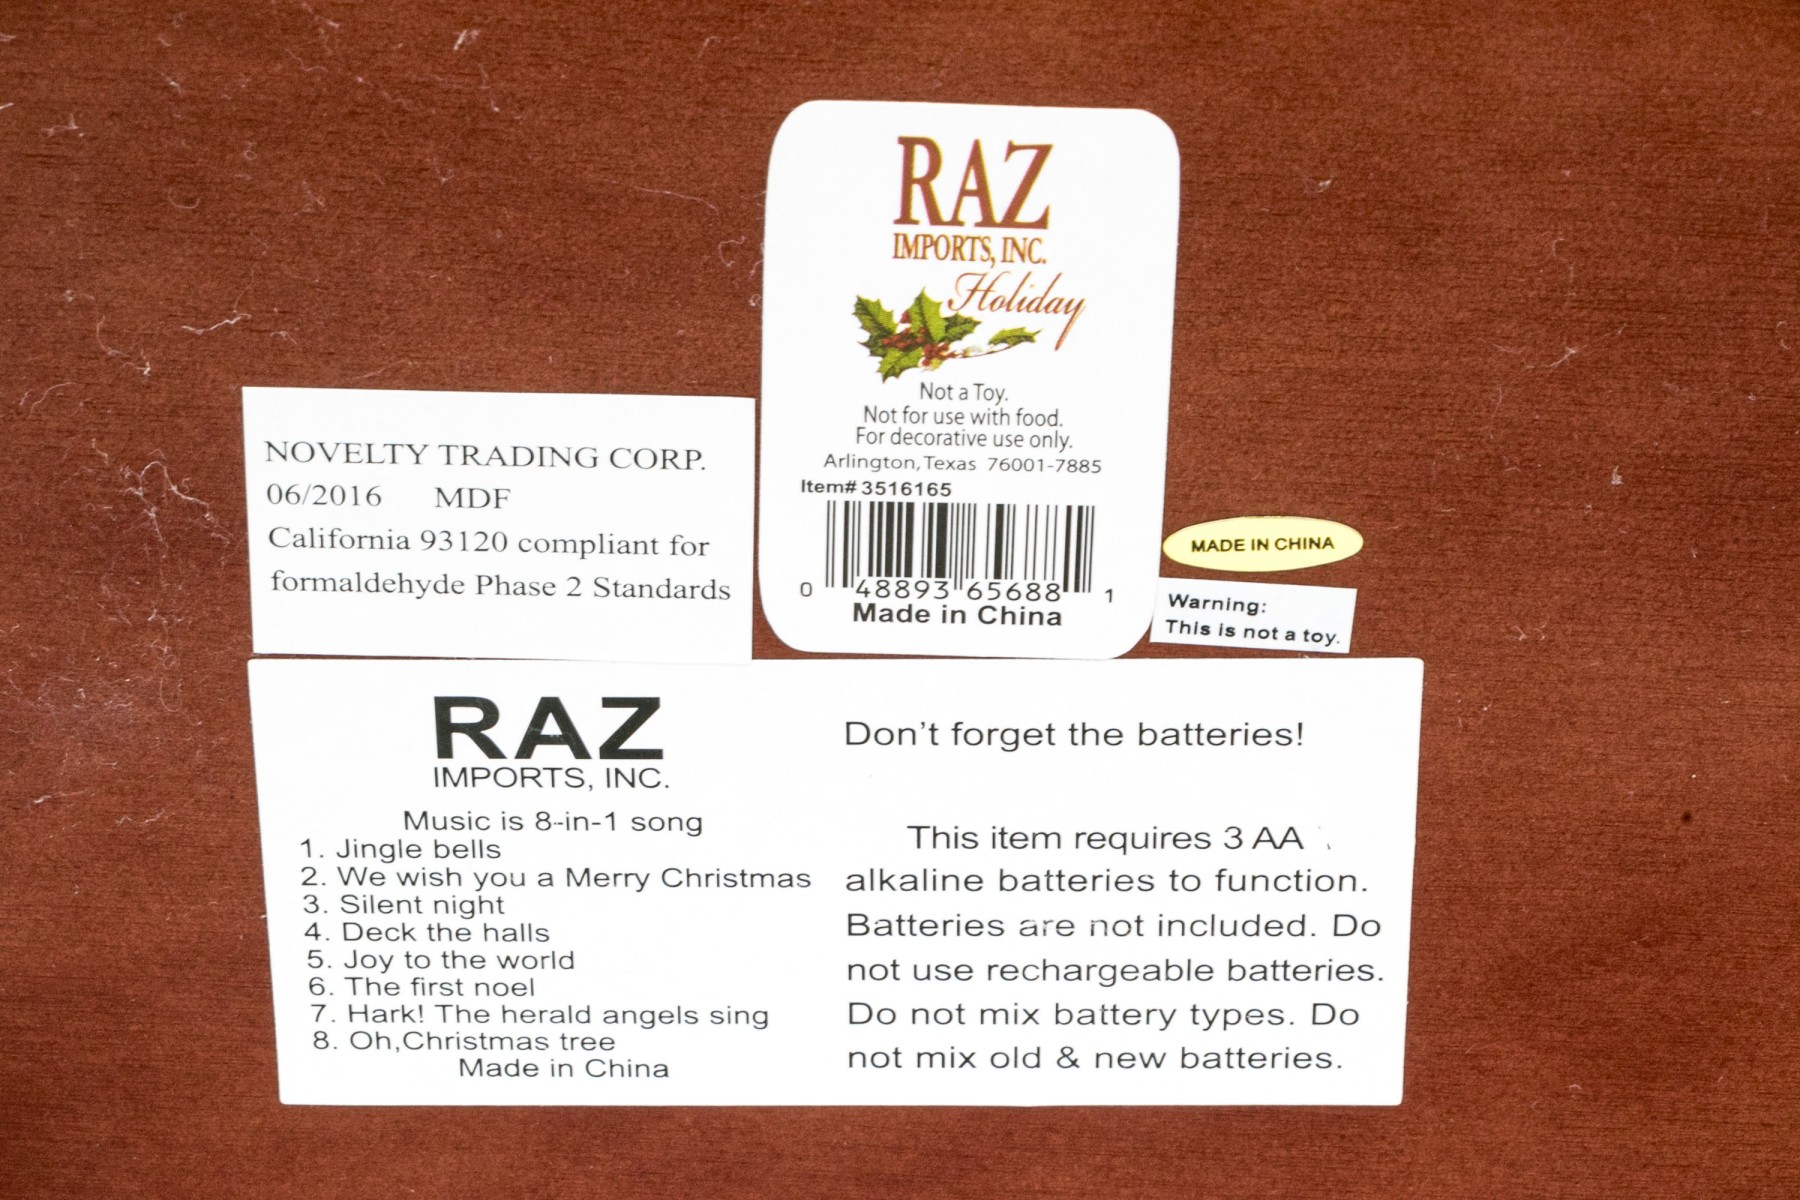 RAZ
IMPORTS, INC.
Holiday
Not a Toy.
Not for use with food.
For decorative use only.
Arlington, Texas 76001-7885
Item# 3516165
0 48893 65688 1
Made in China
NOVELTY TRADING CORP.
06/2016 MDF
California 93120 compliant for
formaldehyde Phase 2 Standards
MADE IN CHINA
Warning:
This is not a toy.
RAZ
IMPORTS, INC.
Music is 8-in-1 song
1. Jingle bells
2. We wish you a Merry Christmas
3. Silent night
4. Deck the halls
5. Joy to the world
6. The first noel
7. Hark! The herald angels sing
8. Oh,Christmas tree
Made in China
Don't forget the batteries!
This item requires 3 AA
alkaline batteries to function.
Batteries are not included. Do
not use rechargeable batteries.
Do not mix battery types. Do
not mix old & new batteries.